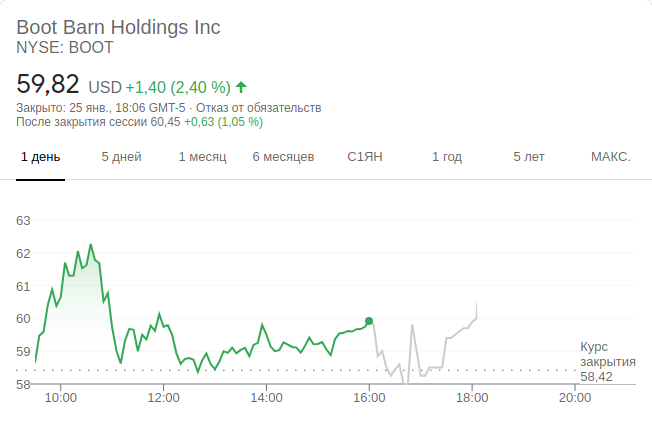 Boot Barn Holdings Inc
NYSE: BOOT
59,82 USD +1,40 (2,40 %)
Закрыто: 25 янв., 18:06 GMT-5 · Отказ от обязательств
После закрытия сессии 60,45 +0,63 (1,05 %)
1 день 5 дней 1 месяц 6 месяцев С1ЯН 1 год 5 лет МАКС.
63
62
61
60
59
58
Курс
закрытия
58,42
10:00 12:00 14:00 16:00 18:00 20:00